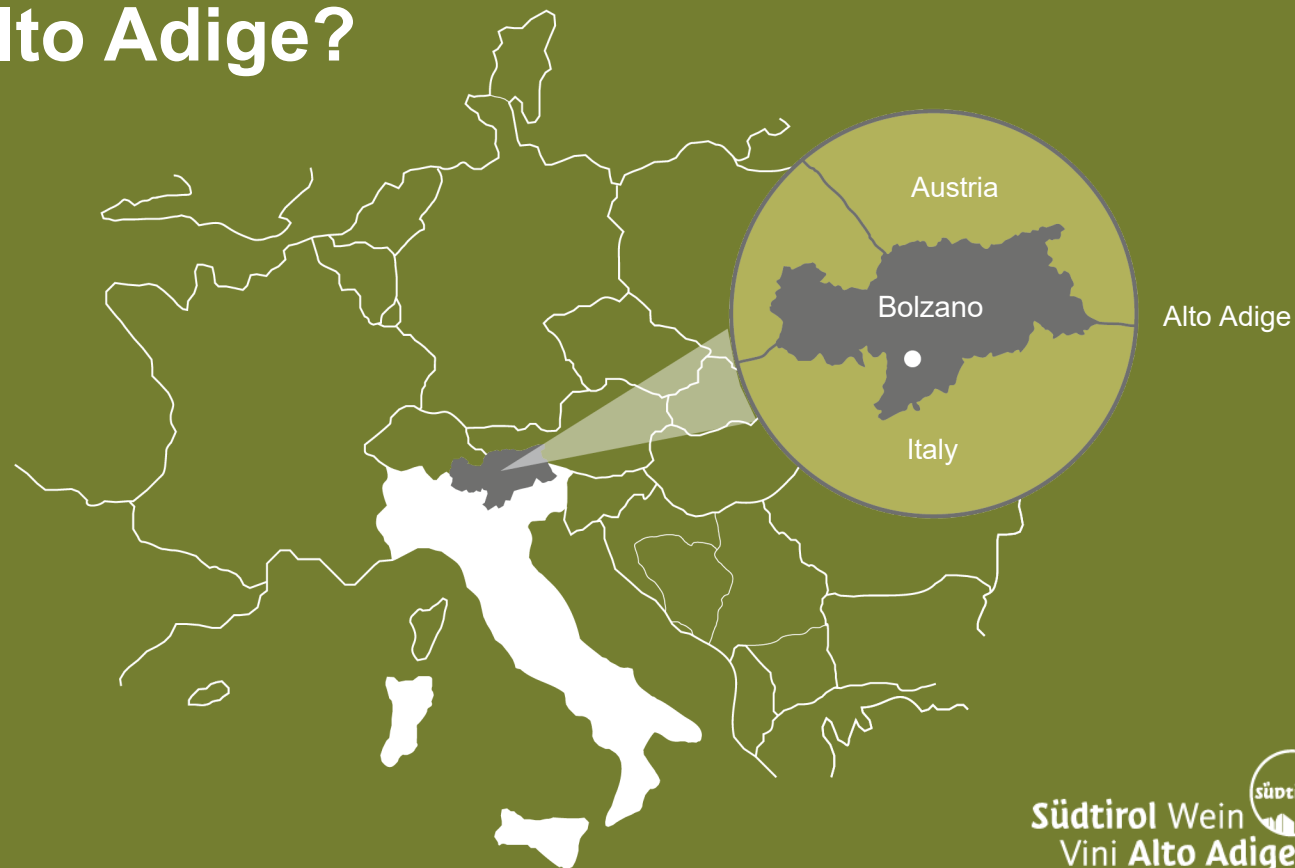 lto Adige?
Austria
Bolzano
Alto Adige
Italy
Südtirol Wein
Vini Alto Adige